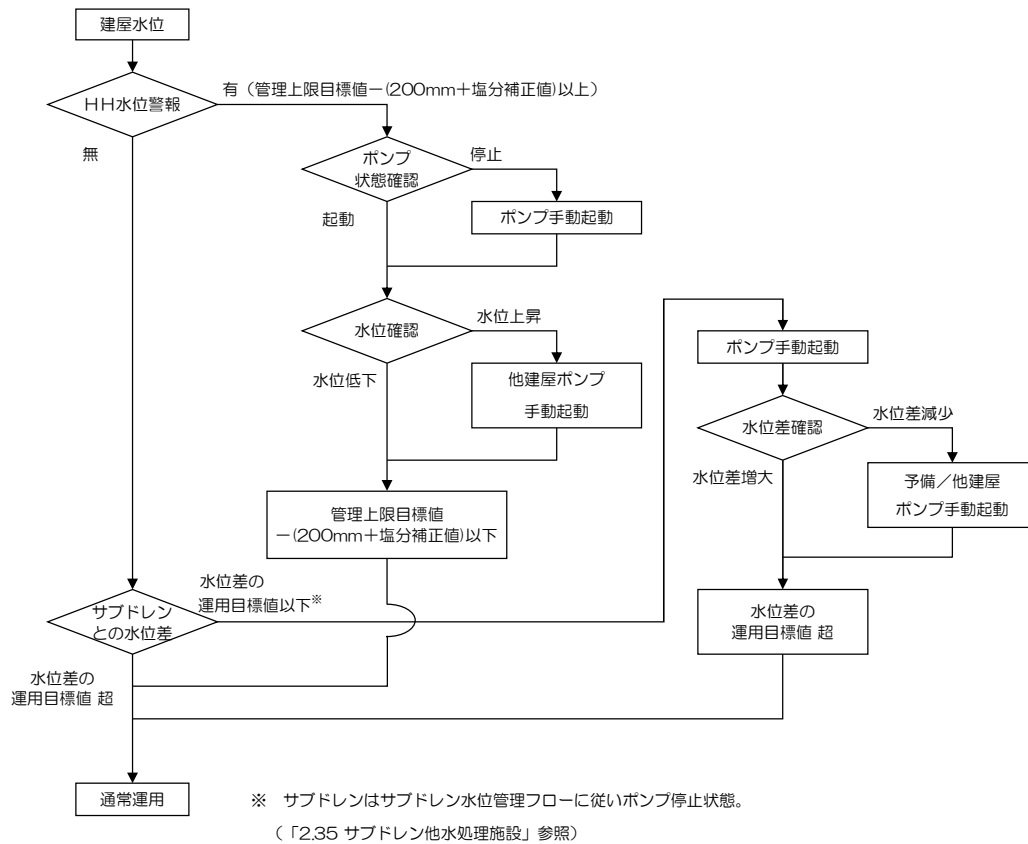 建屋水位
有（管理上限目標値－(200mm＋塩分補正値)以上）
ＨＨ水位警報
無
ポンプ
状態確認
停止
起動
ポンプ手動起動
水位確認
水位上昇
水位低下
他建屋ポンプ
手動起動
管理上限目標値
－(200mm＋塩分補正値)以下
ポンプ手動起動
水位差確認
水位差減少
水位差増大
予備／他建屋
ポンプ手動起動
水位差の
運用目標値 超
サブドレン
との水位差
水位差の
運用目標値以下※
水位差の
運用目標値 超
通常運用
※　サブドレンはサブドレン水位管理フローに従いポンプ停止状態。
（「2.35 サブドレン他水処理施設」参照）